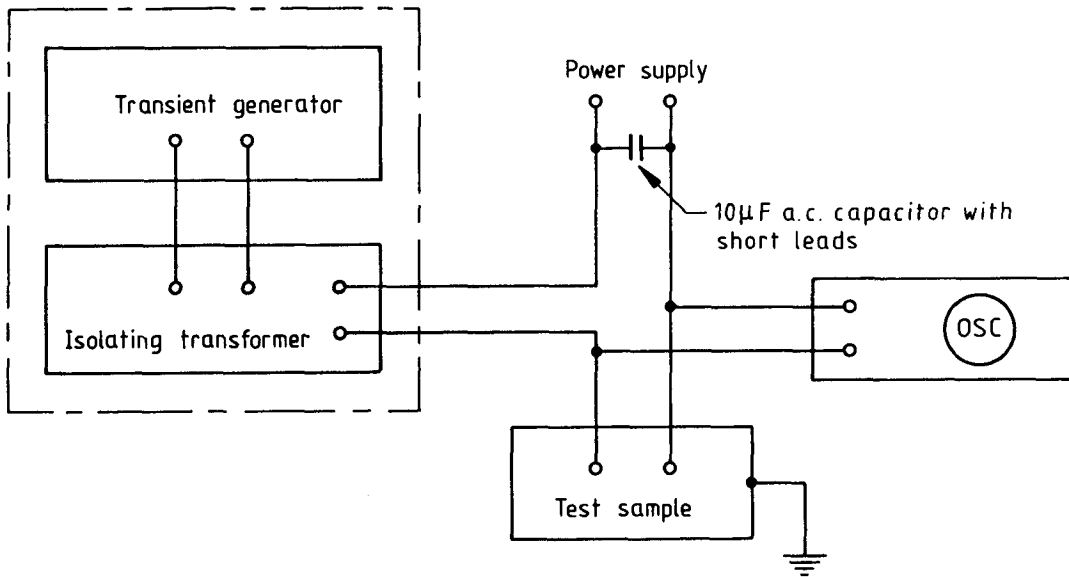 Transient generator
Power supply
10µF a.c. capacitor with
short leads
Isolating transformer
OSC
Test sample